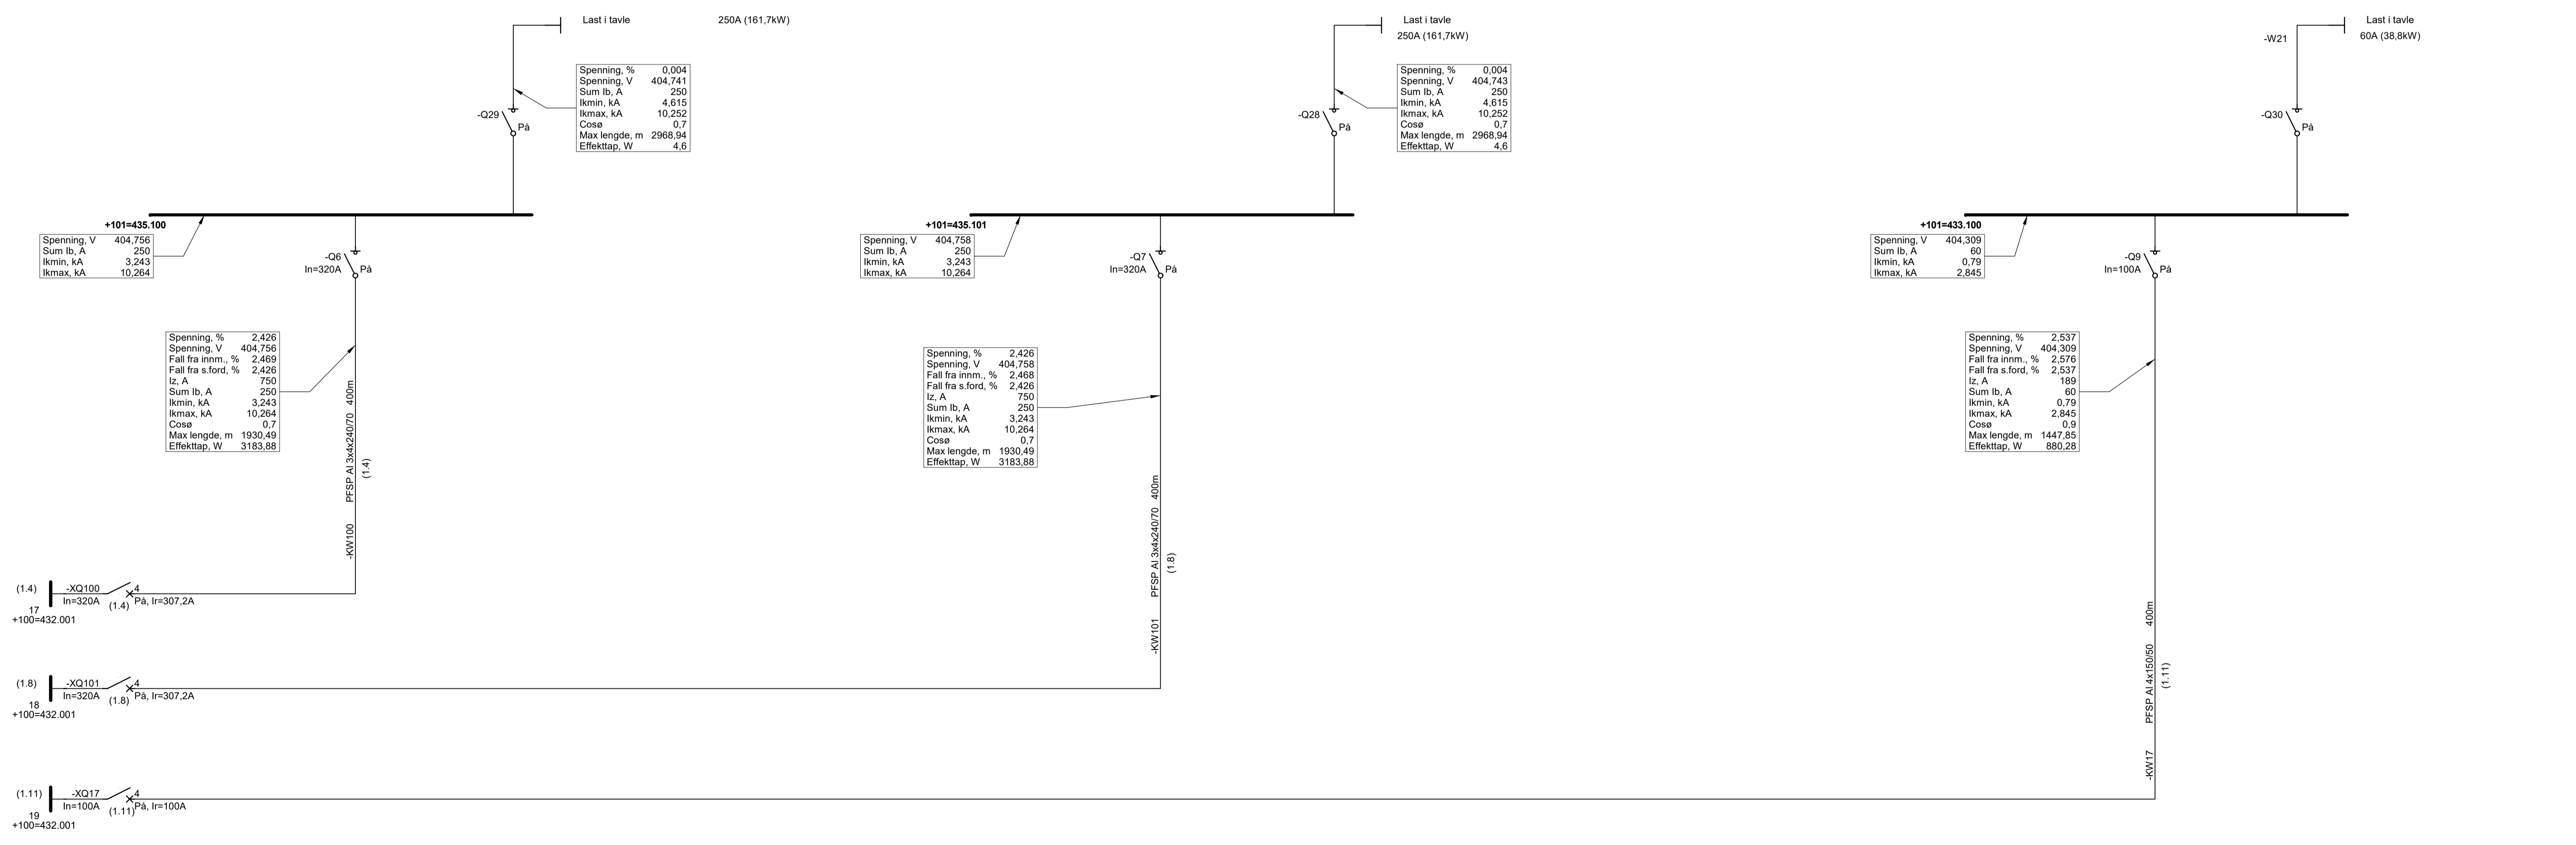 Last i tavle 250A (161,7kW)
Spenning, % 0,004
Spenning, V 404,741
Sum Ib, A 250
Ikmin, kA 4,615
Ikmax, kA 10,252
Cosø 0,7
Max lengde, m 2968,94
Effekttap, W 4,6
-Q29
På
+101=435.100
Spenning, V 404,756
Sum Ib, A 250
Ikmin, kA 3,243
Ikmax, kA 10,264
-Q6
In=320A
På
Spenning, % 2,426
Spenning, V 404,756
Fall fra innm., % 2,469
Fall fra s.ford, % 2,426
Iz, A 750
Sum Ib, A 250
Ikmin, kA 3,243
Ikmax, kA 10,264
Cosø 0,7
Max lengde, m 1930,49
Effekttap, W 3183,88
-KW100 PFSP Al 3x4x240/70 400m
(1.4)
Last i tavle
250A (161,7kW)
Spenning, % 0,004
Spenning, V 404,743
Sum Ib, A 250
Ikmin, kA 4,615
Ikmax, kA 10,252
Cosø 0,7
Max lengde, m 2968,94
Effekttap, W 4,6
-Q28
På
+101=435.101
Spenning, V 404,758
Sum Ib, A 250
Ikmin, kA 3,243
Ikmax, kA 10,264
-Q7
In=320A
På
Spenning, % 2,426
Spenning, V 404,758
Fall fra innm., % 2,468
Fall fra s.ford, % 2,426
Iz, A 750
Sum Ib, A 250
Ikmin, kA 3,243
Ikmax, kA 10,264
Cosø 0,7
Max lengde, m 1930,49
Effekttap, W 3183,88
-KW101 PFSP Al 3x4x240/70 400m
(1.8)
Last i tavle
60A (38,8kW)
-W21
-Q30
På
+101=433.100
Spenning, V 404,309
Sum Ib, A 60
Ikmin, kA 0,79
Ikmax, kA 2,845
-Q9
In=100A
På
Spenning, % 2,537
Spenning, V 404,309
Fall fra innm., % 2,576
Fall fra s.ford, % 2,537
Iz, A 189
Sum Ib, A 60
Ikmin, kA 0,79
Ikmax, kA 2,845
Cosø 0,9
Max lengde, m 1447,85
Effekttap, W 880,28
-KW17 PFSP Al 4x150/50 400m
(1.11)
(1.4) -XQ100 4
In=320A (1.4) På, Ir=307,2A
17
+100=432.001
(1.8) -XQ101 4
In=320A (1.8) På, Ir=307,2A
18
+100=432.001
(1.11) -XQ17 4
In=100A (1.11) På, Ir=100A
19
+100=432.001